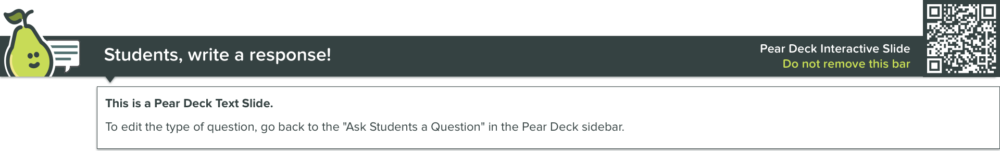 Students, write a response!
Pear Deck Interactive Slide
Do not remove this bar
This is a Pear Deck Text Slide.
To edit the type of question, go back to the "Ask Students a Question" in the Pear Deck sidebar.